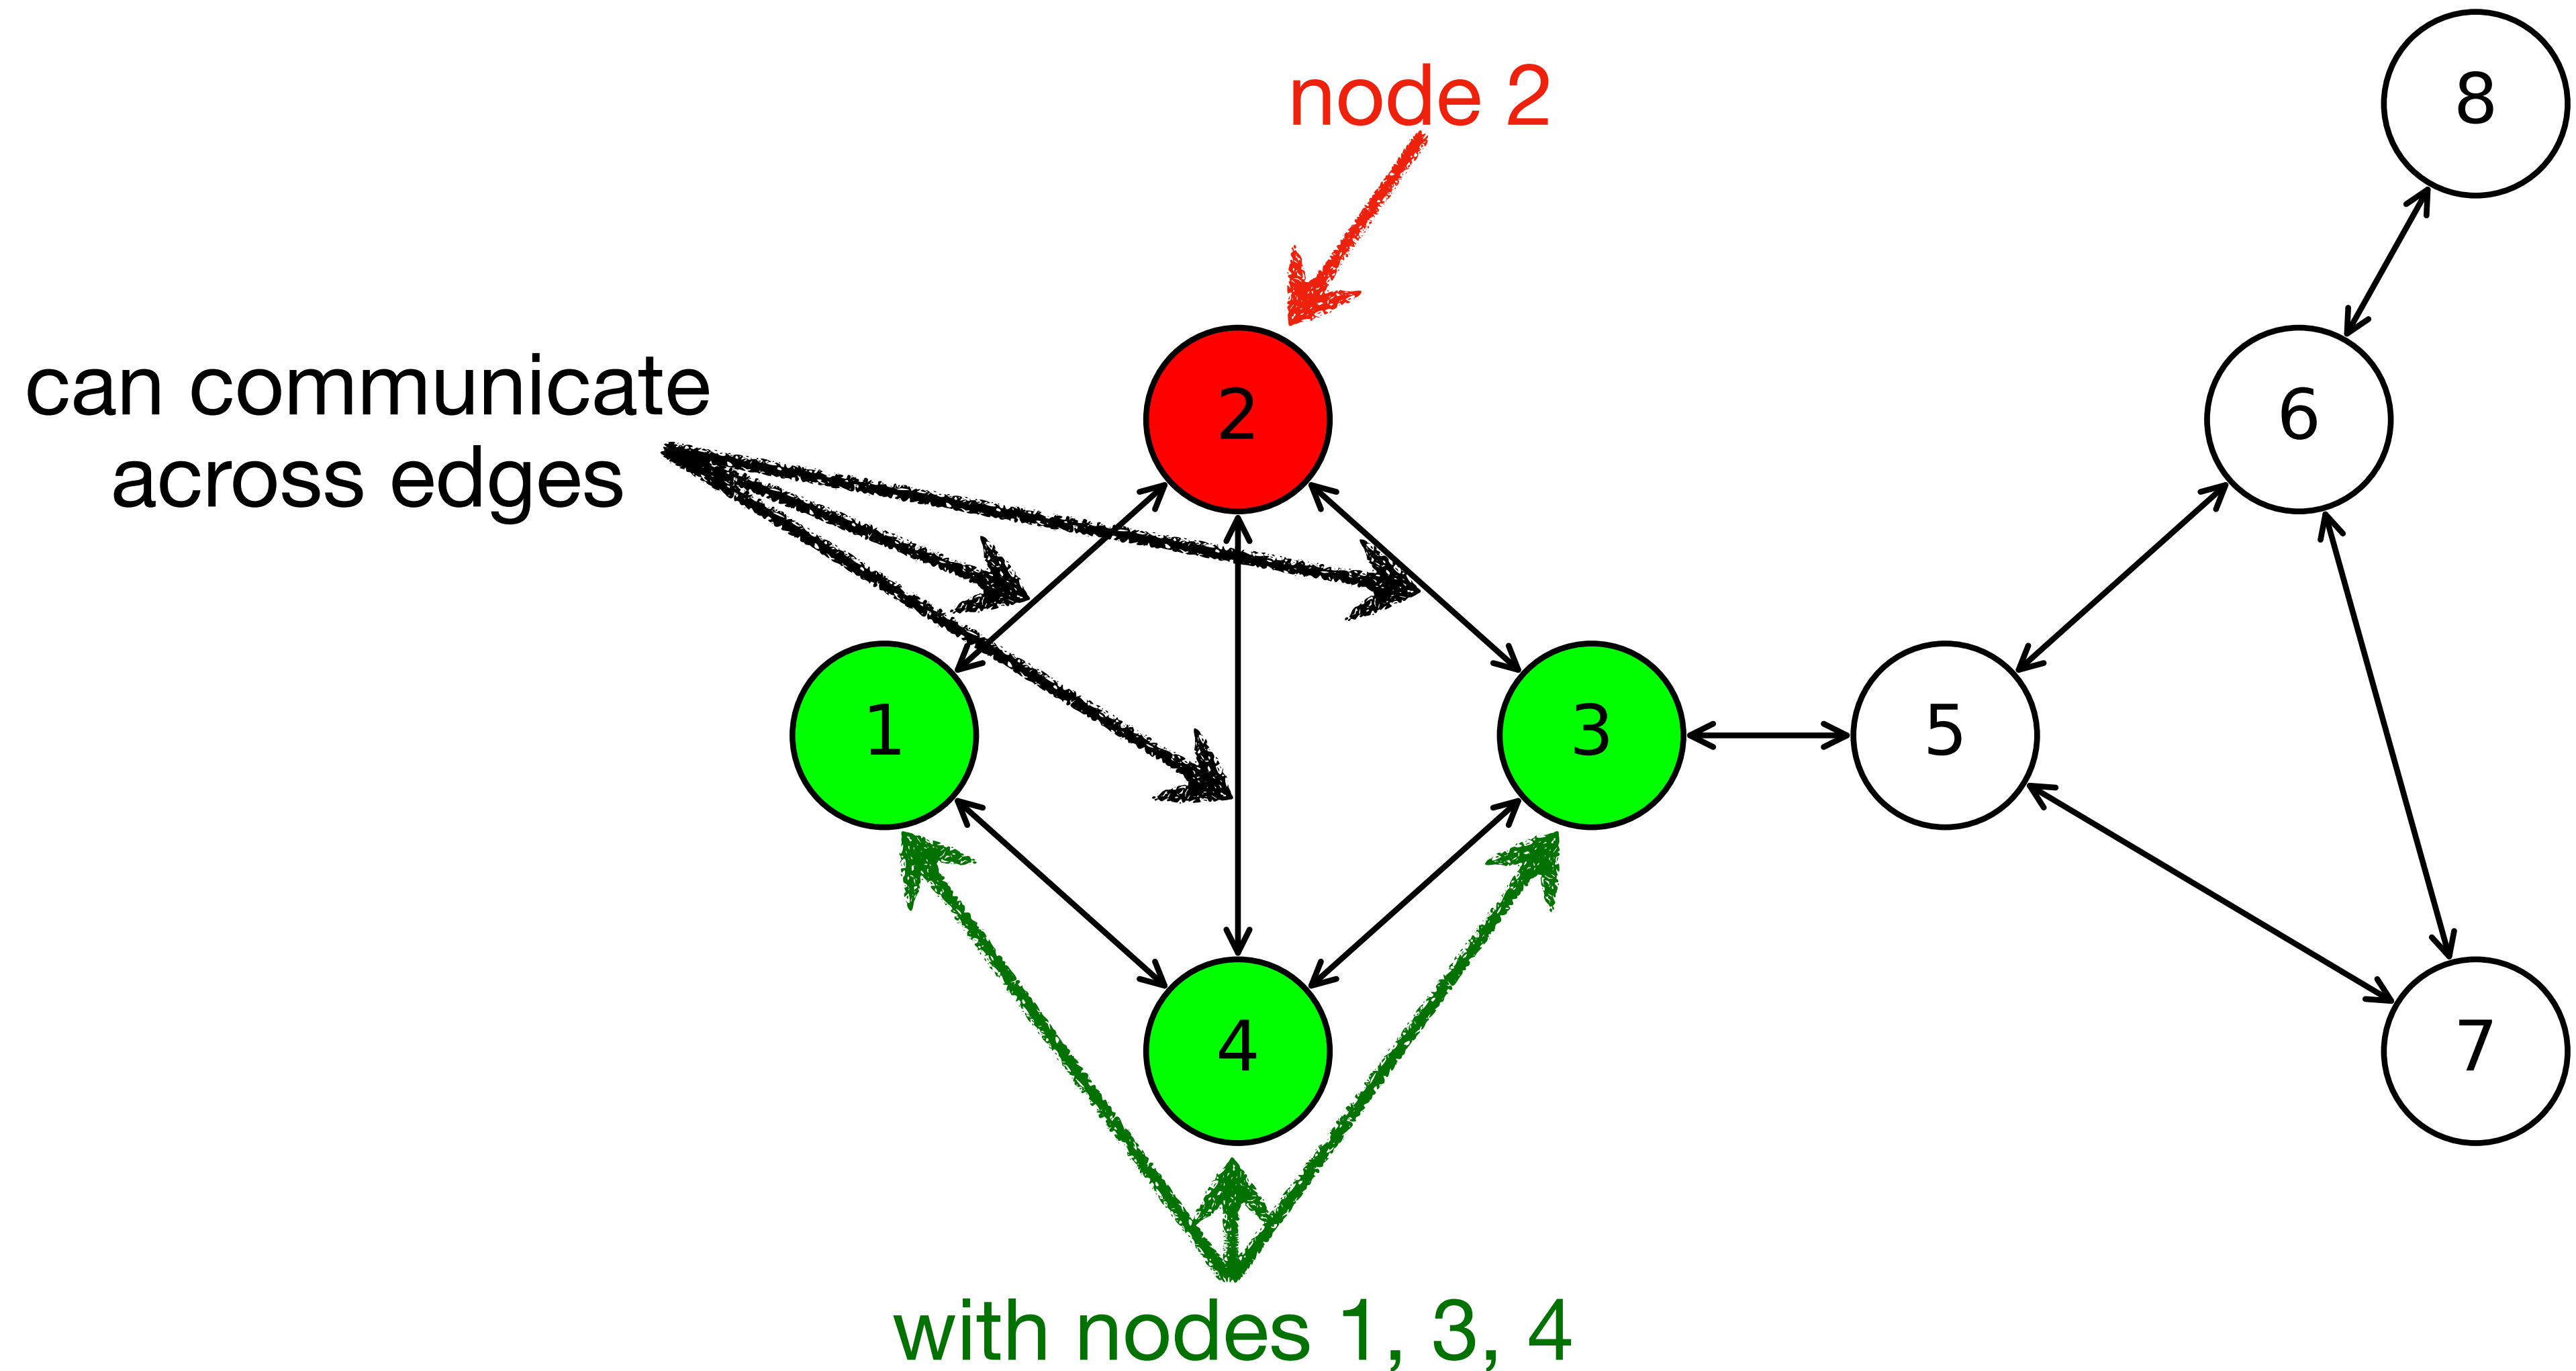 node 2
8
can communicate
across edges
2
6
1
3
5
4
7
with nodes 1, 3, 4